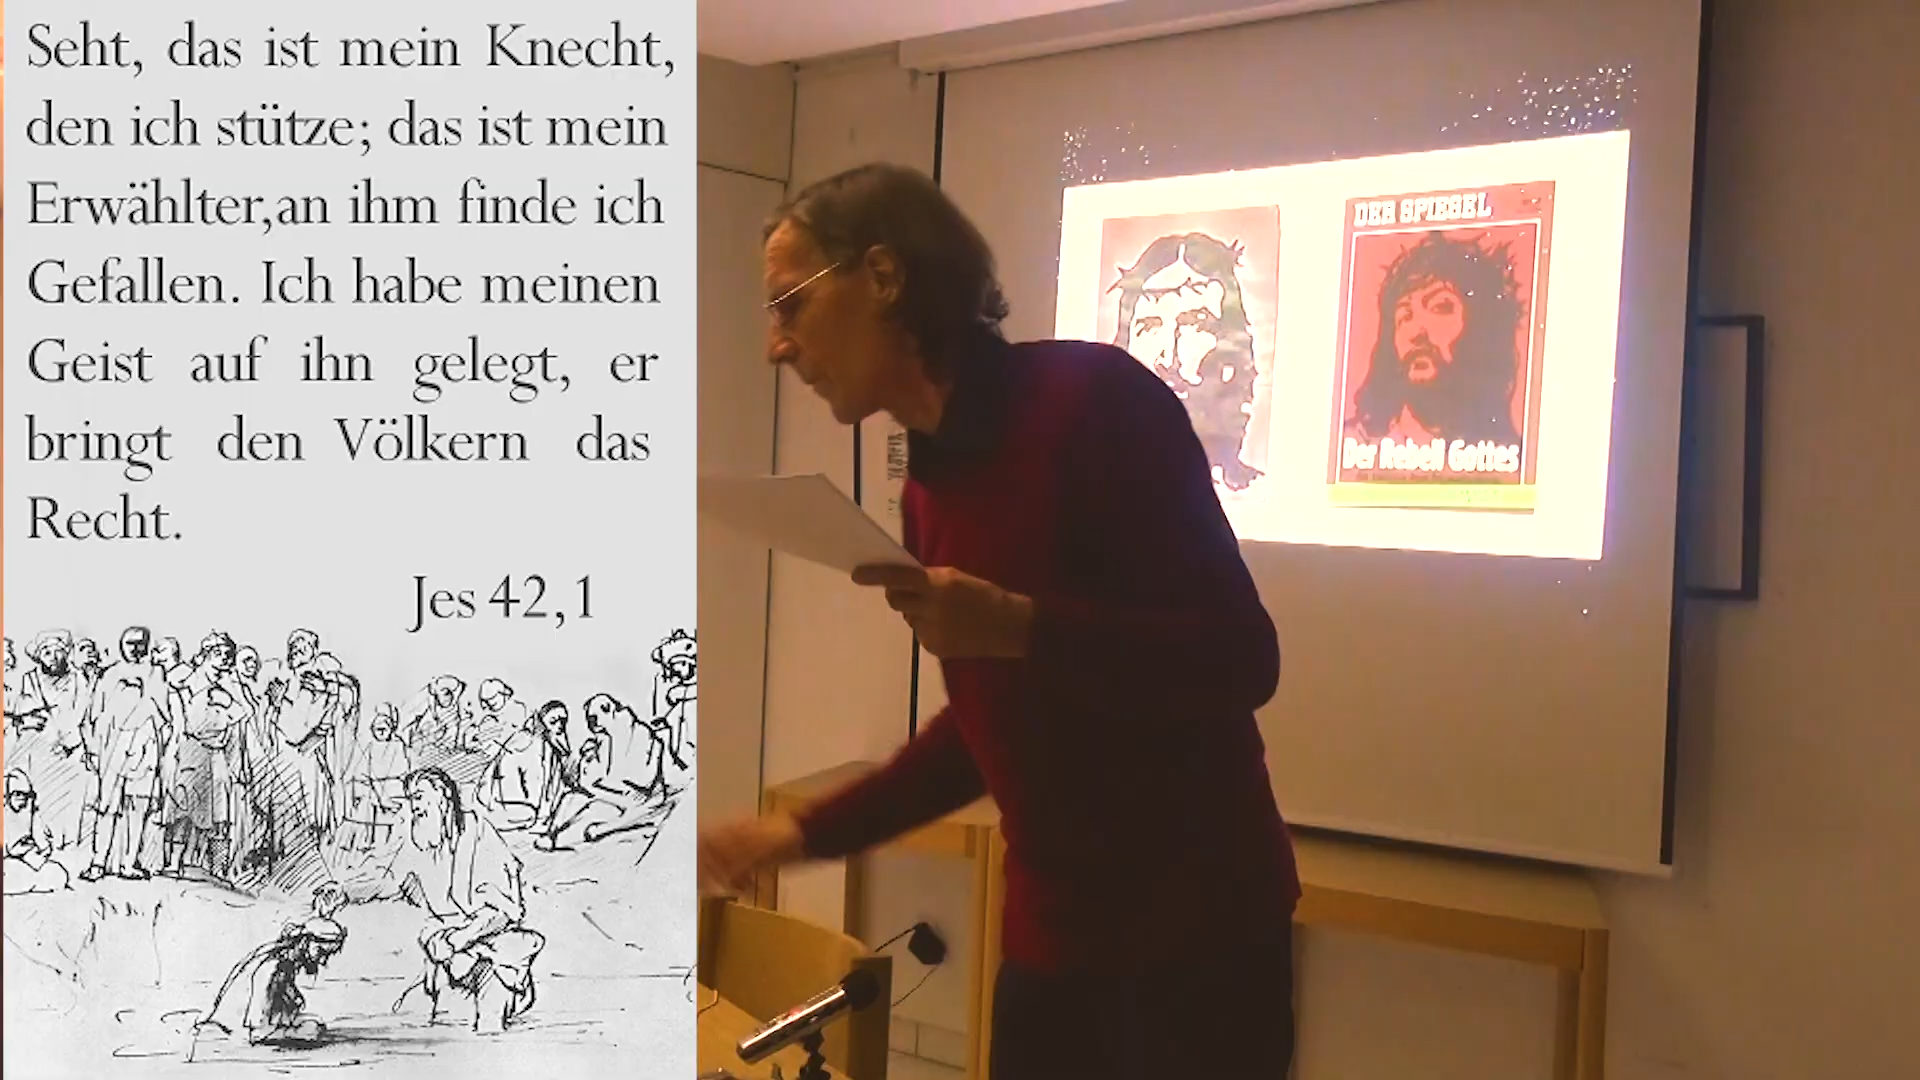 Seht, das ist mein Knecht,
den ich stütze; das ist mein
Erwählter,an ihm finde ich
Gefallen. Ich habe meinen
Geist auf ihn gelegt, er
bringt den Völkern das
Recht.
Jes 42,1
DER SPIEGEL
Der Rebell Gottes